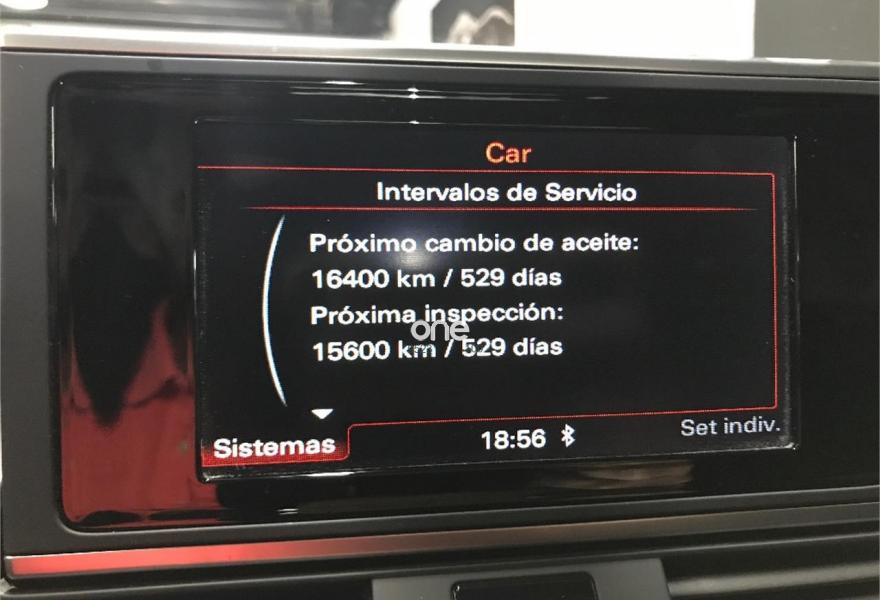 Car
Intervalos de Servicio
Próximo cambio de aceite:
16400 km / 529 días
Próxima inspección:
one
15600 km / 529 días
Sistemas
18:56
Set indiv.